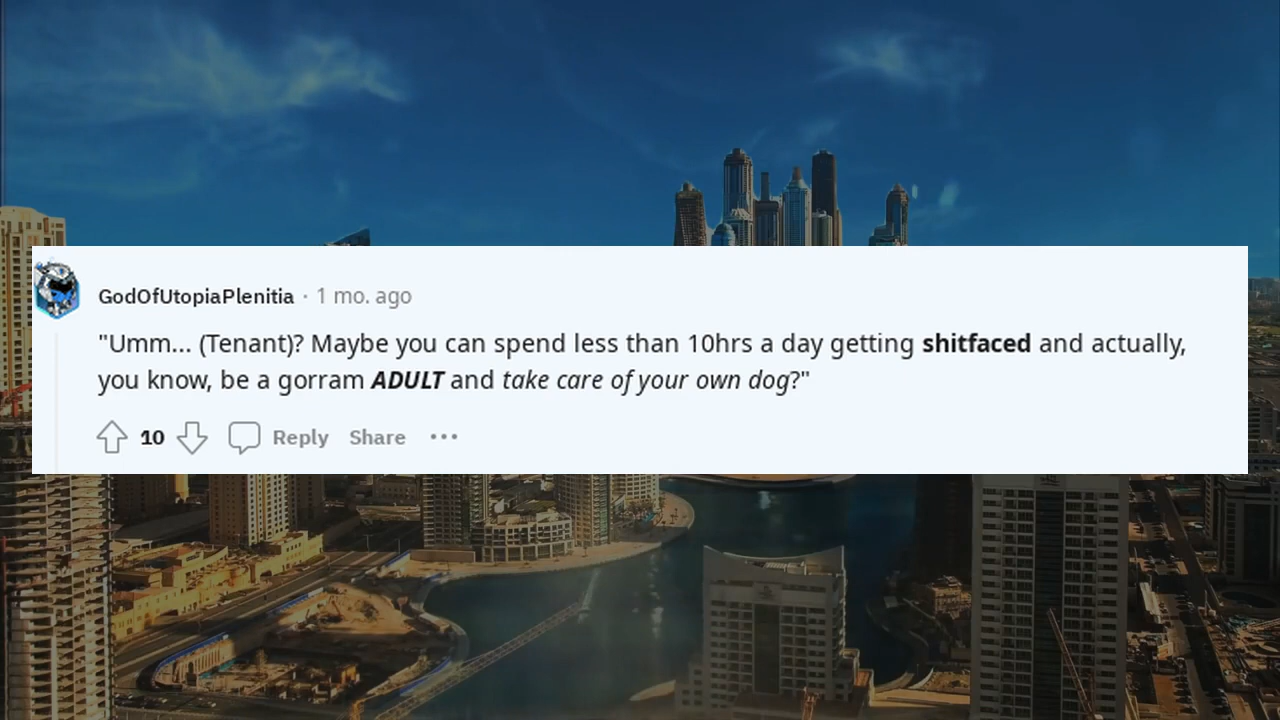 GodOfUtopiaPlenitia · 1 mo. ago
"Umm... (Tenant)? Maybe you can spend less than 10hrs a day getting shitfaced and actually,
you know, be a gorram ADULT and take care of your own dog?"
10 Reply Share ...